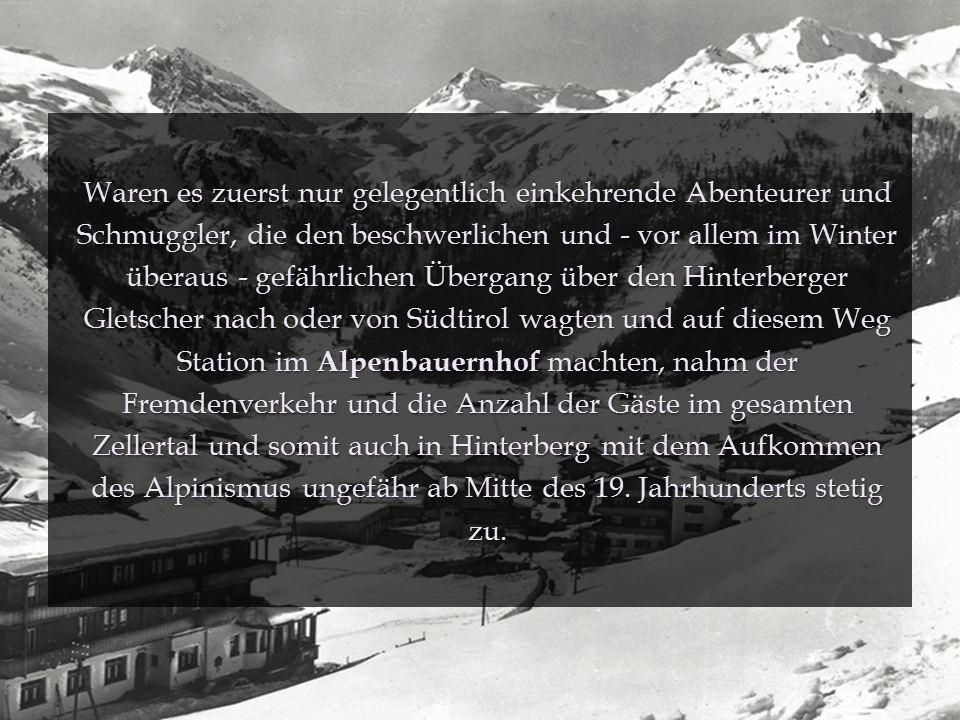 Waren es zuerst nur gelegentlich einkehrende Abenteurer und
Schmuggler, die den beschwerlichen und - vor allem im Winter
überaus - gefährlichen Übergang über den Hinterberger
Gletscher nach oder von Südtirol wagten und auf diesem Weg
Station im Alpenbauernhof machten, nahm der
Fremdenverkehr und die Anzahl der Gäste im gesamten
Zellertal und somit auch in Hinterberg mit dem Aufkommen
des Alpinismus ungefähr ab Mitte des 19. Jahrhunderts stetig
zu.